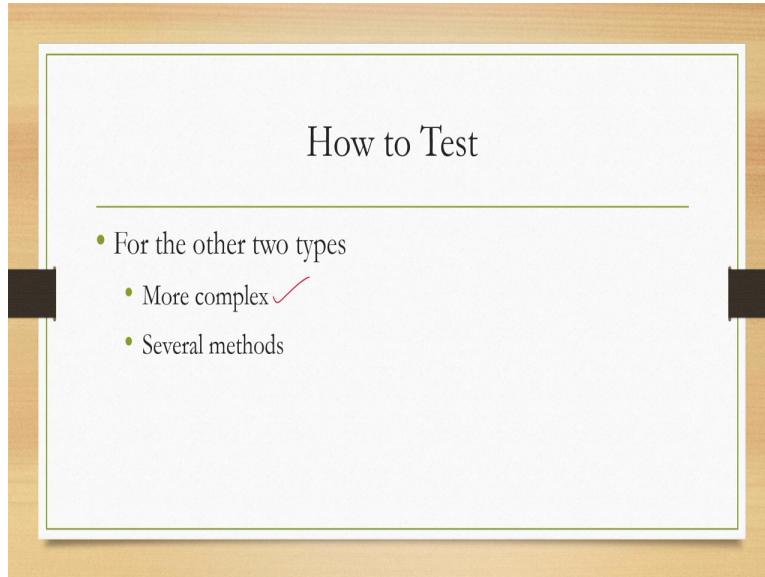 How to Test
• For the other two types
• More complex
• Several methods